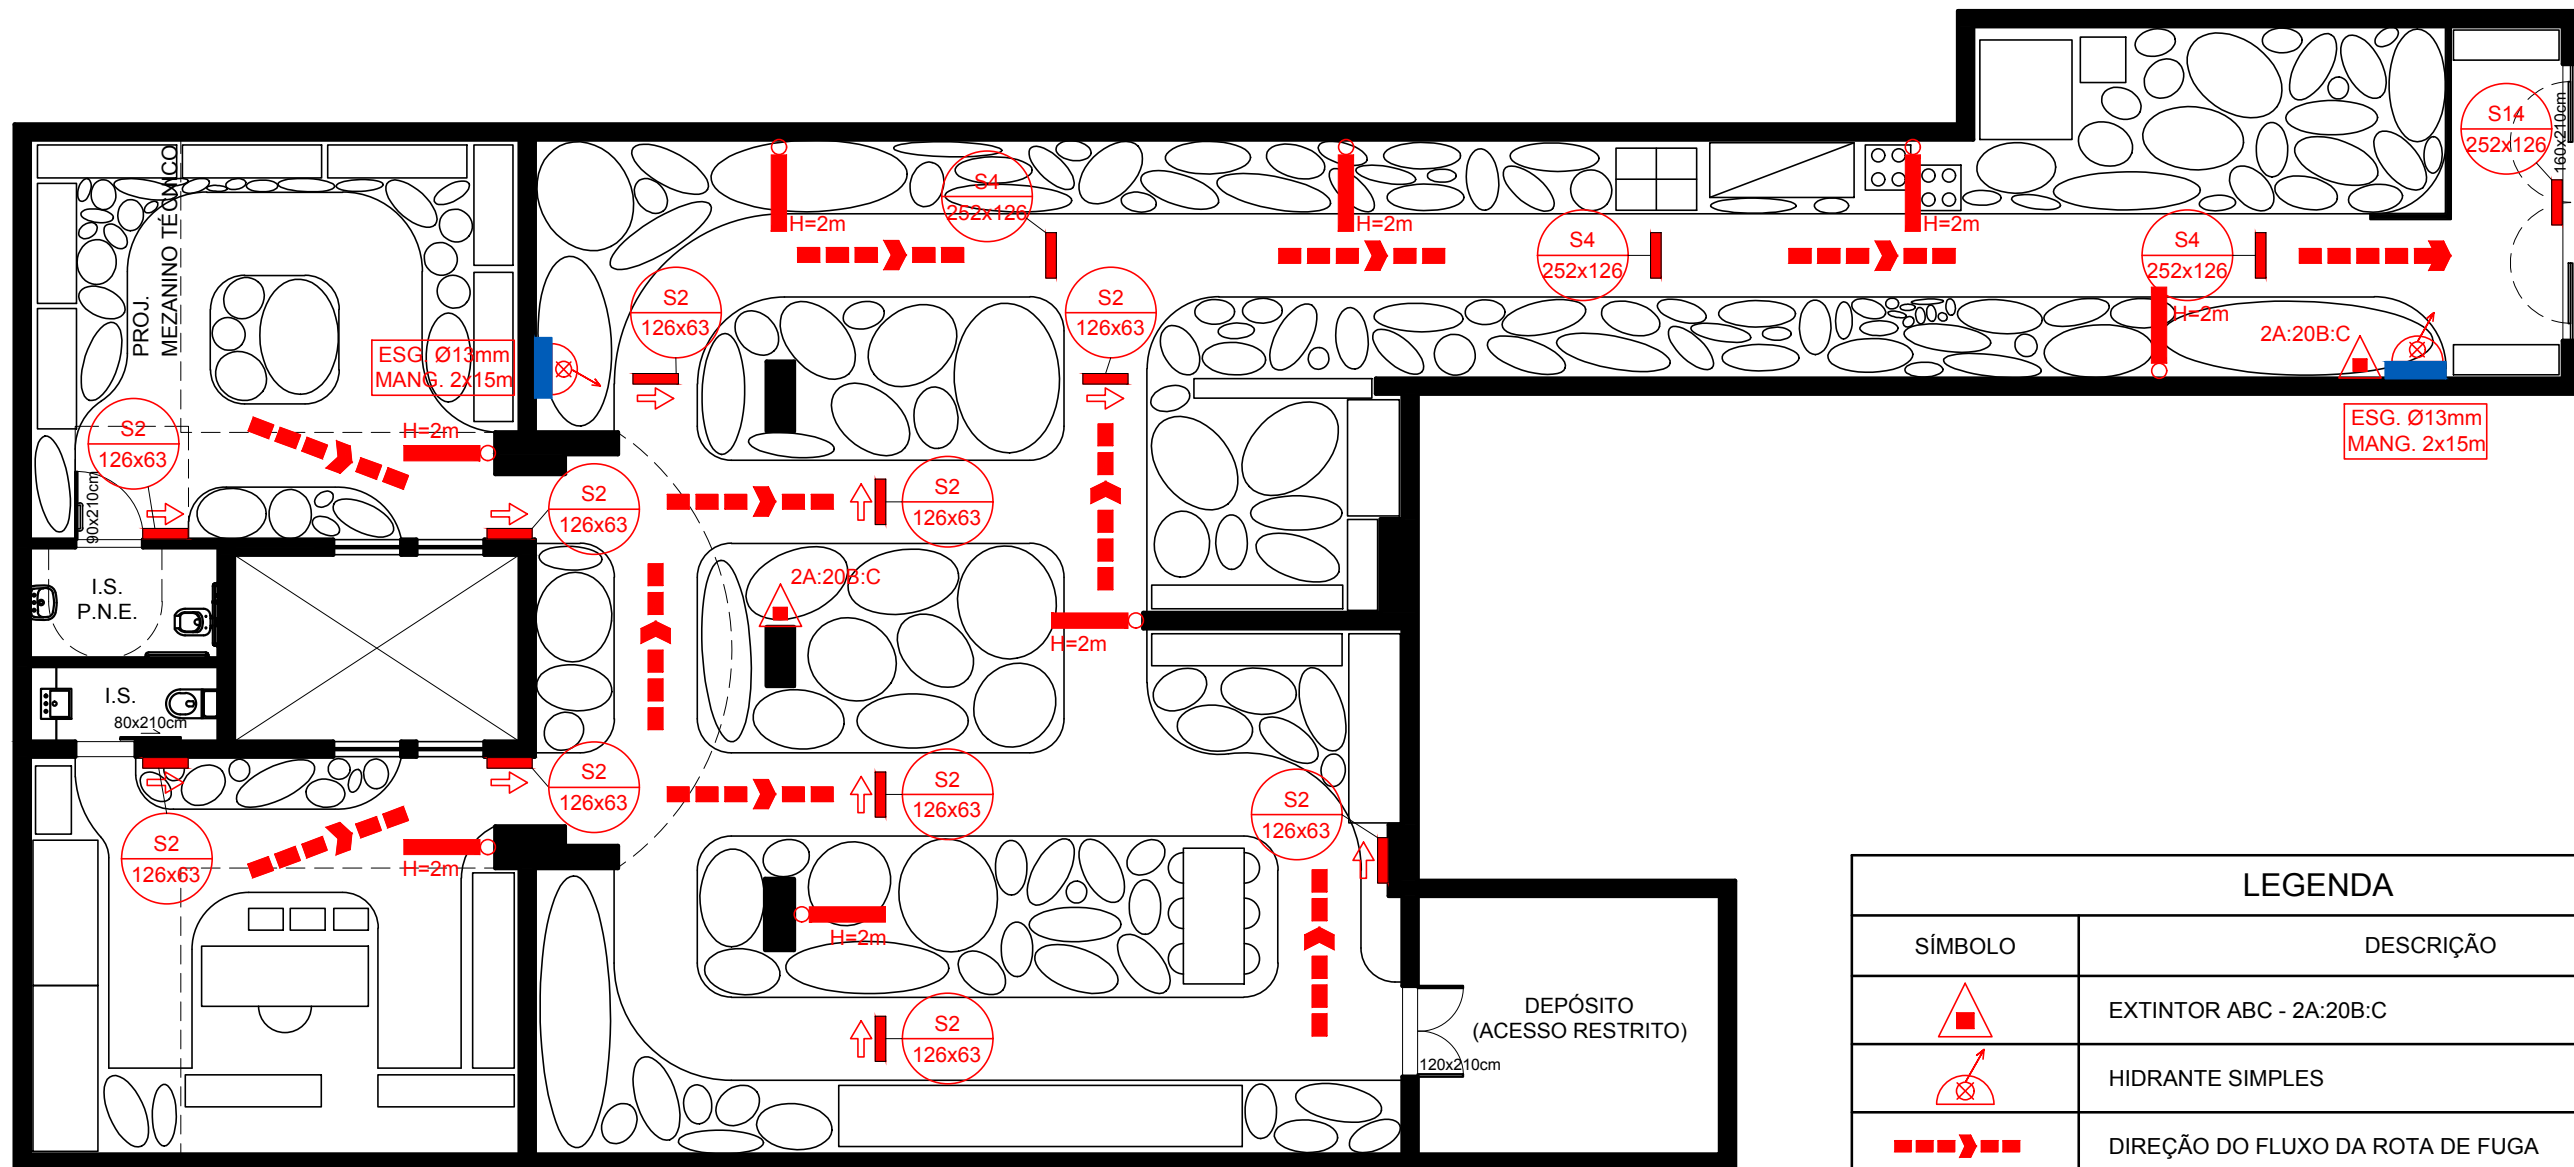 S14
252x126
160x210cm
PROJ.
MEZANINO TÉCNICO
S4
252x126
H=2m
H=2m
H=2m
S4
252x126
S4
252x126
S2
126x63
S2
126x63
H=2m
2A:20B:C
ESG. Ø13mm
MANG. 2x15m
ESG. Ø13mm
MANG. 2x15m
S2
126x63
H=2m
90x210cm
S2
126x63
S2
126x63
I.S.
P.N.E.
2A:20B:C
H=2m
I.S.
80x210cm
S2
126x63
S2
126x63
S2
126x63
S2
126x63
H=2m
H=2m
S2
126x63
DEPÓSITO
(ACESSO RESTRITO)
120x210cm
LEGENDA
SÍMBOLO
DESCRIÇÃO
EXTINTOR ABC - 2A:20B:C
HIDRANTE SIMPLES
DIREÇÃO DO FLUXO DA ROTA DE FUGA